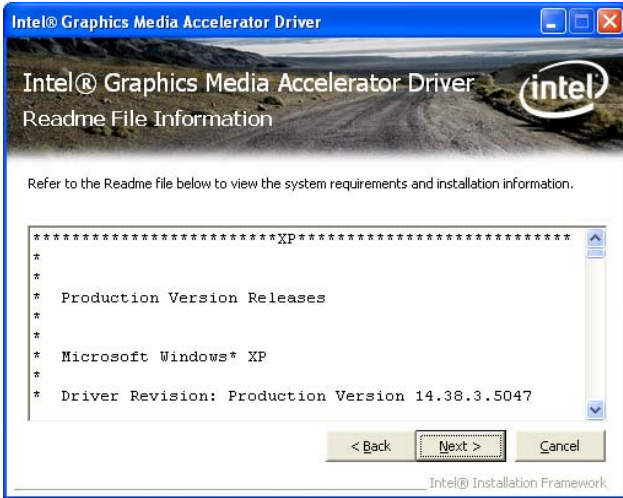 Intel® Graphics Media Accelerator Driver
Intel® Graphics Media Accelerator Driver
intel
Readme File Information
Refer to the Readme file below to view the system requirements and installation information.
*************************XP****************************
*
*
*  Production Version Releases
*
*
*  Microsoft Windows* XP
*
*  Driver Revision: Production Version 14.38.3.5047
< Back
Next >
Cancel
Intel® Installation Framework